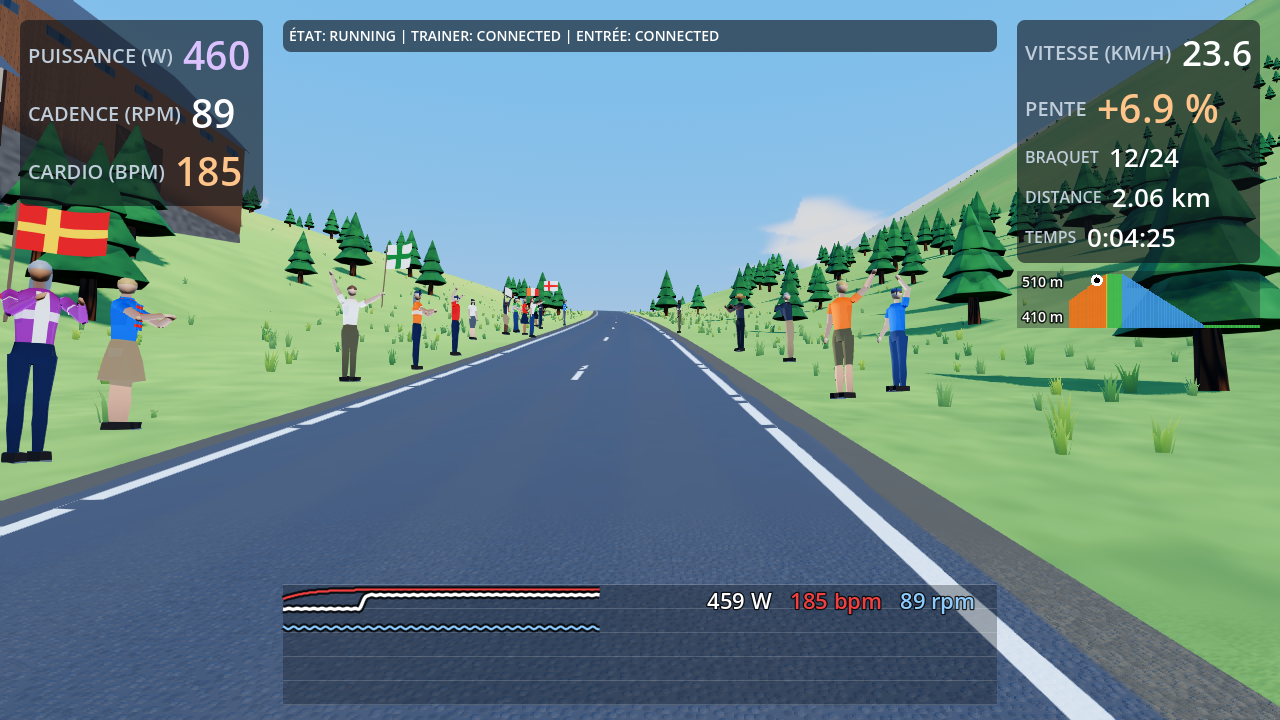 PUISSANCE (W) 460
CADENCE (RPM) 89
CARDIO (BPM) 185
ÉTAT: RUNNING | TRAINER: CONNECTED | ENTRÉE: CONNECTED
VITESSE (KM/H) 23.6
PENTE +6.9 %
BRAQUET 12/24
DISTANCE 2.06 km
TEMPS 0:04:25
510 m
410 m
459 W 185 bpm 89 rpm